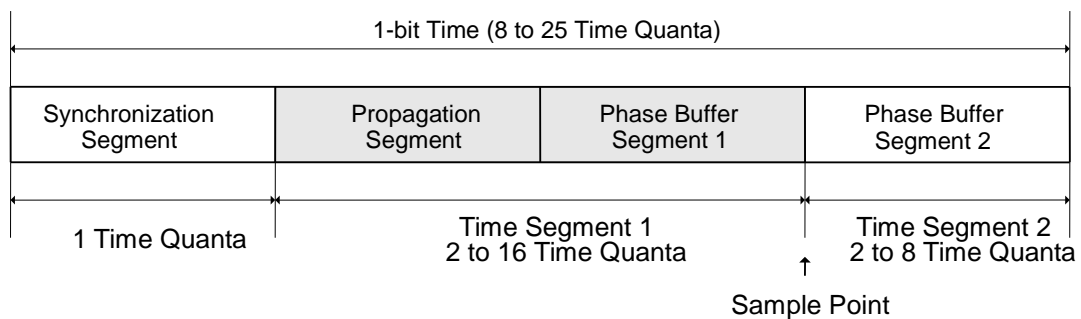 1-bit Time (8 to 25 Time Quanta)
Synchronization
Segment
Propagation
Segment
Phase Buffer
Segment 1
Phase Buffer
Segment 2
1 Time Quanta
Time Segment 1
2 to 16 Time Quanta
Time Segment 2
2 to 8 Time Quanta
Sample Point